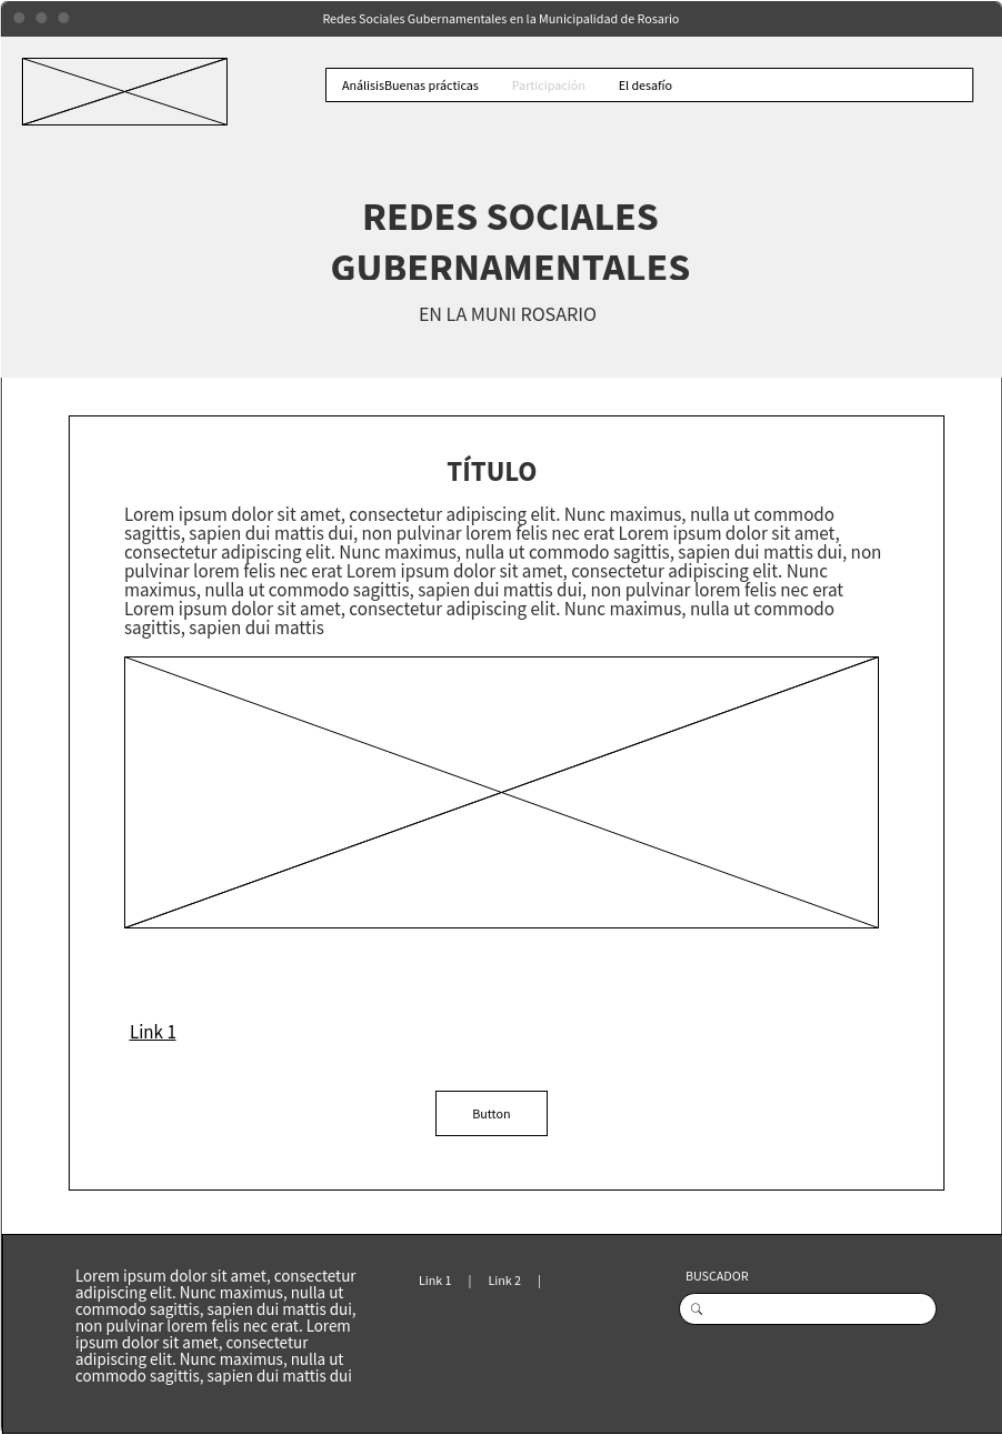 Redes Sociales Gubernamentales en la Municipalidad de Rosario
AnálisisBuenas prácticas Participación El desafío
REDES SOCIALES
GUBERNAMENTALES
EN LA MUNI ROSARIO
TÍTULO
Lorem ipsum dolor sit amet, consectetur adipiscing elit. Nunc maximus, nulla ut commodo
sagittis, sapien dui mattis dui, non pulvinar lorem felis nec erat Lorem ipsum dolor sit amet,
consectetur adipiscing elit. Nunc maximus, nulla ut commodo sagittis, sapien dui mattis dui, non
pulvinar lorem felis nec erat Lorem ipsum dolor sit amet, consectetur adipiscing elit. Nunc
maximus, nulla ut commodo sagittis, sapien dui mattis dui, non pulvinar lorem felis nec erat
Lorem ipsum dolor sit amet, consectetur adipiscing elit. Nunc maximus, nulla ut commodo
sagittis, sapien dui mattis
Link 1
Button
Lorem ipsum dolor sit amet, consectetur
adipiscing elit. Nunc maximus, nulla ut
commodo sagittis, sapien dui mattis dui,
non pulvinar lorem felis nec erat. Lorem
ipsum dolor sit amet, consectetur
adipiscing elit. Nunc maximus, nulla ut
commodo sagittis, sapien dui mattis dui
Link 1 | Link 2 |
BUSCADOR